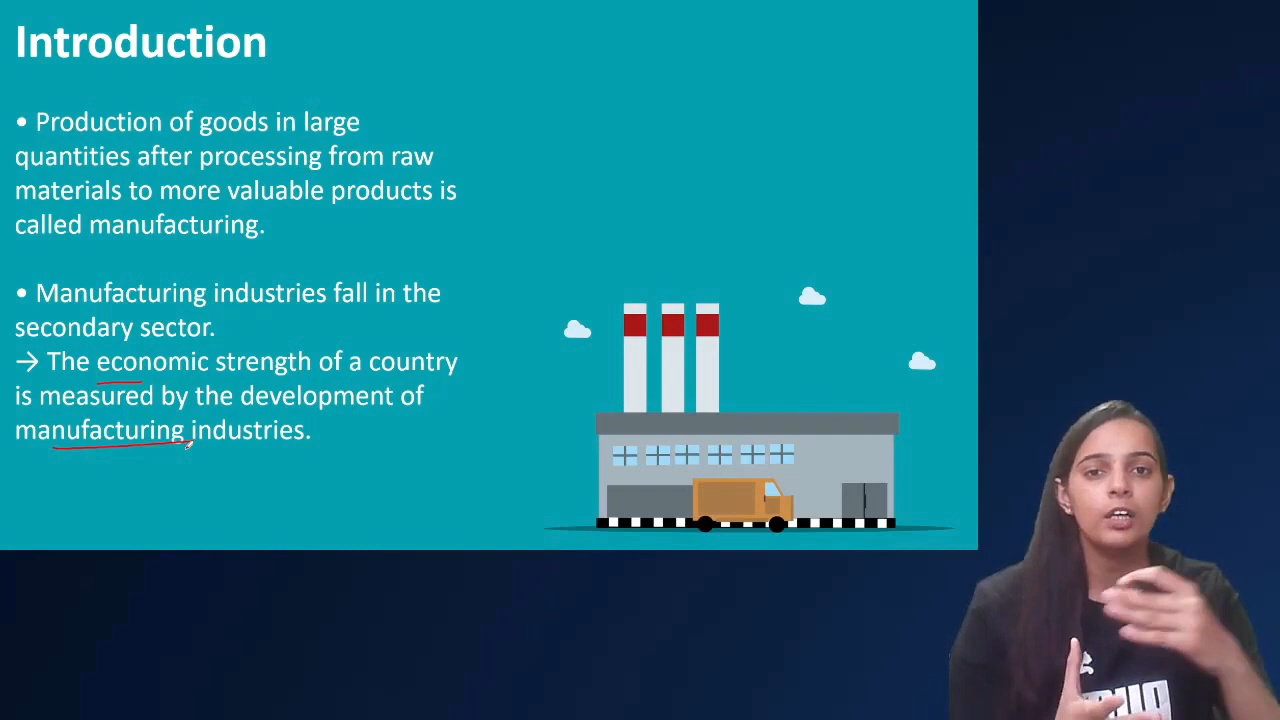 Introduction
• Production of goods in large
quantities after processing from raw
materials to more valuable products is
called manufacturing.
• Manufacturing industries fall in the
secondary sector.
→ The economic strength of a country
is measured by the development of
manufacturing industries.